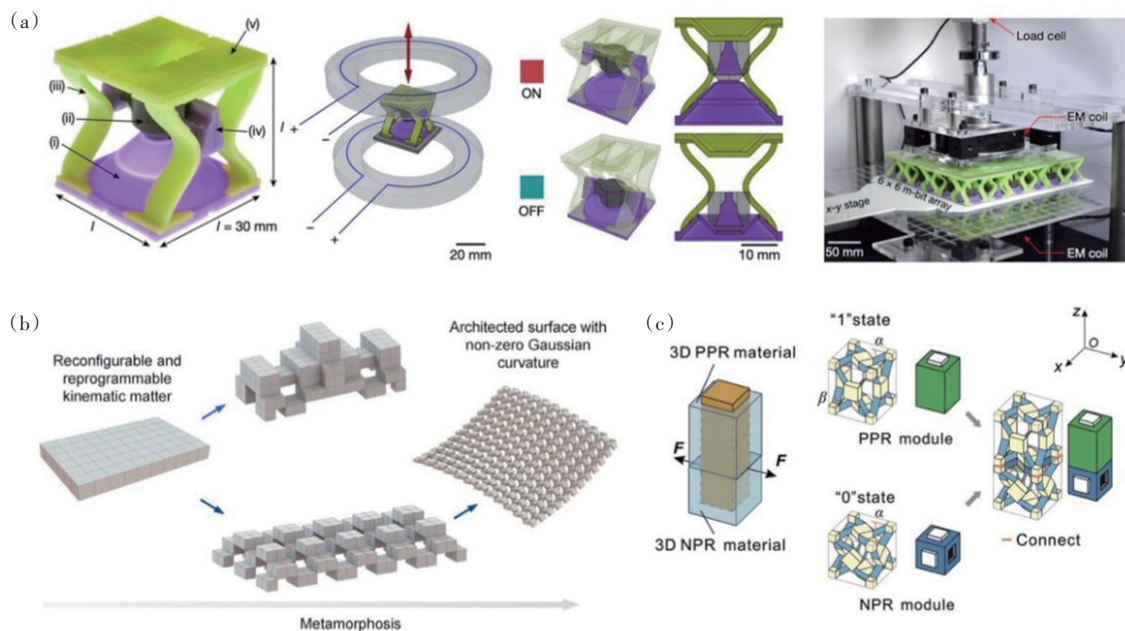 (a)
(v)
(iii)
(ii)
(iv)
(i)
l
l
l = 30 mm
+
−
−
+
20 mm
ON
OFF
10 mm
Load cell
EM coil
6 × 6 m-bit array
x–y stage
EM coil
50 mm
(b)
Reconfigurable and
reprogrammable
kinematic matter
Architected surface with
non-zero Gaussian
curvature
Metamorphosis
(c)
3D PPR material
F
F
3D NPR material
"1"state
α
β
PPR module
"0"state
α
NPR module
Connect
z
o
y
x